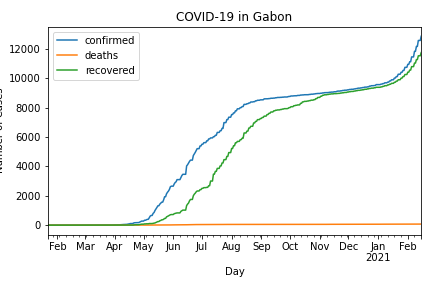 COVID-19 in Gabon
confirmed
deaths
recovered
12000
10000
8000
6000
4000
2000
0
Feb Mar Apr May Jun Jul Aug Sep Oct Nov Dec Jan Feb
2021
Day